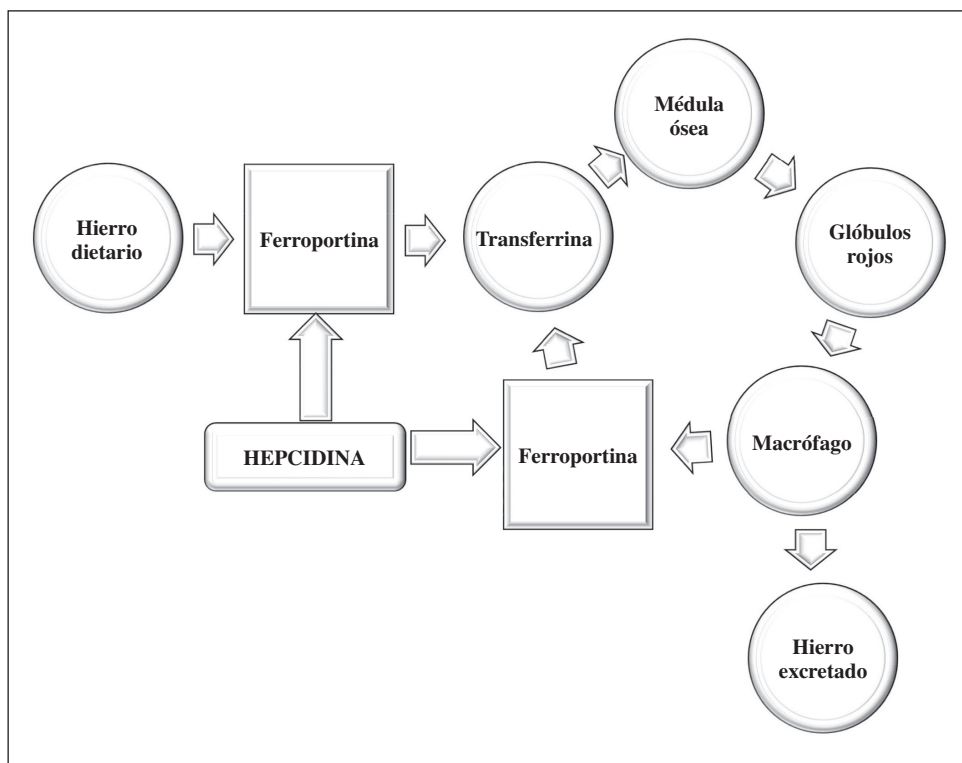 Médula
ósea
Hierro
dietario
Ferroportina
Transferrina
Glóbulos
rojos
HEPCIDINA
Ferroportina
Macrófago
Hierro
excretado